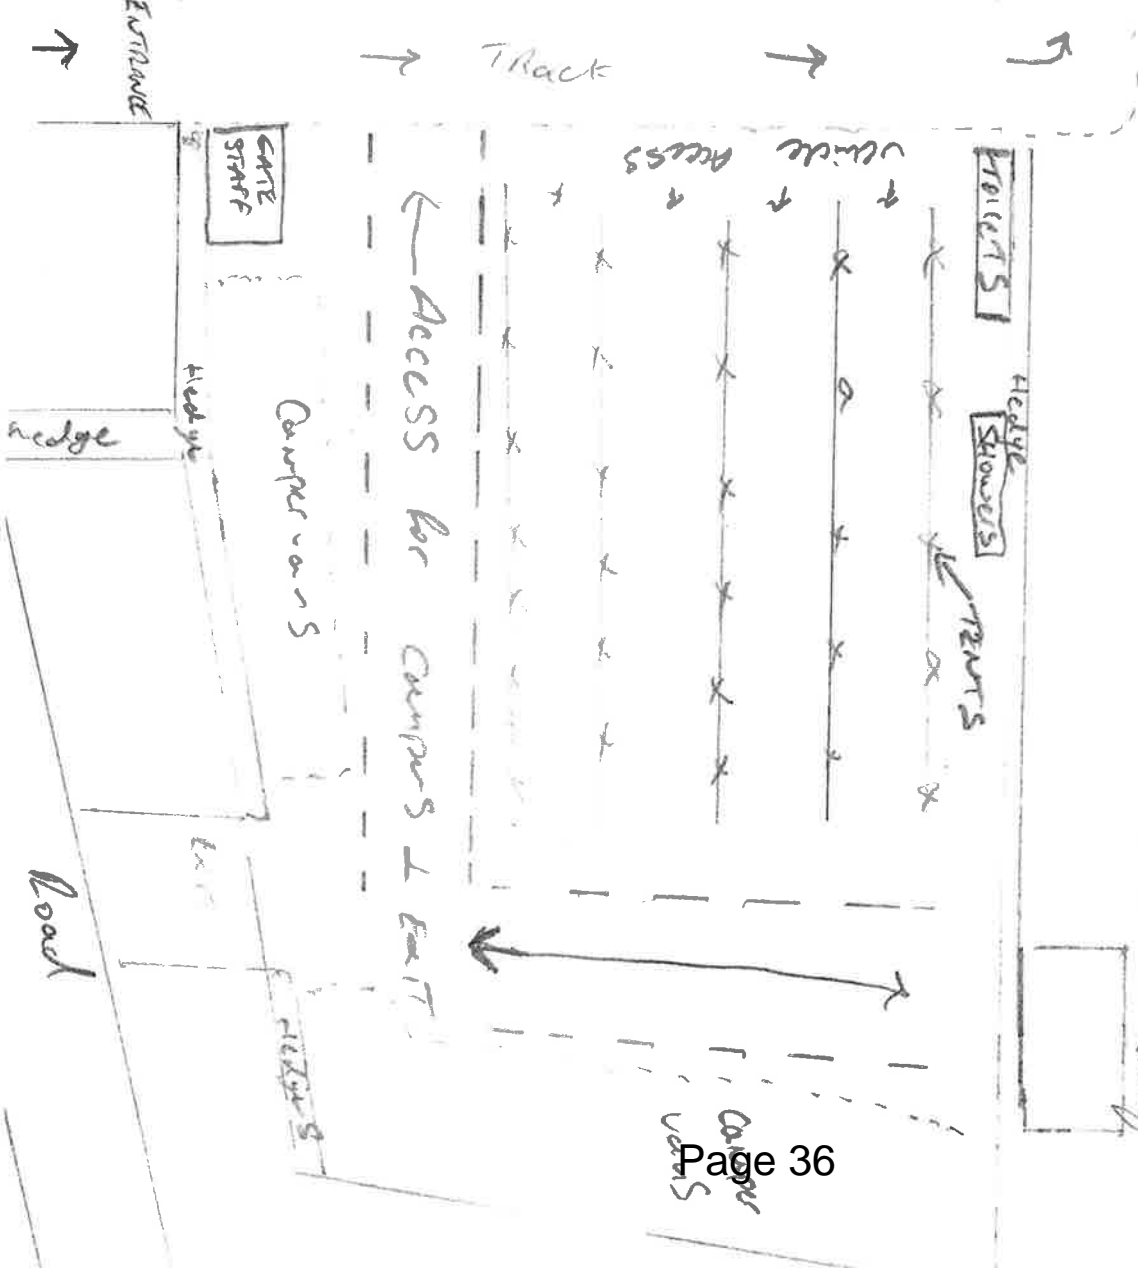 ENTRANCE
TRack
GATE
STAFF
Vehicle Access
TOILETS
Hedge
SHOWERS
TENTS
ACCESS for Campers + EXIT
Campervans
Hedge
hedge
Exit
Road
Hedges
Camper
vans
Page 36